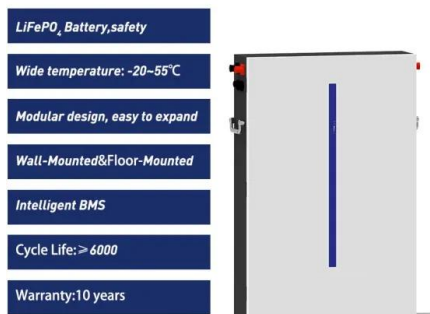 LiFePO4 Battery,safety
Wide temperature: -20~55℃
Modular design, easy to expand
Wall-Mounted&Floor-Mounted
Intelligent BMS
Cycle Life:≥6000
Warranty:10 years